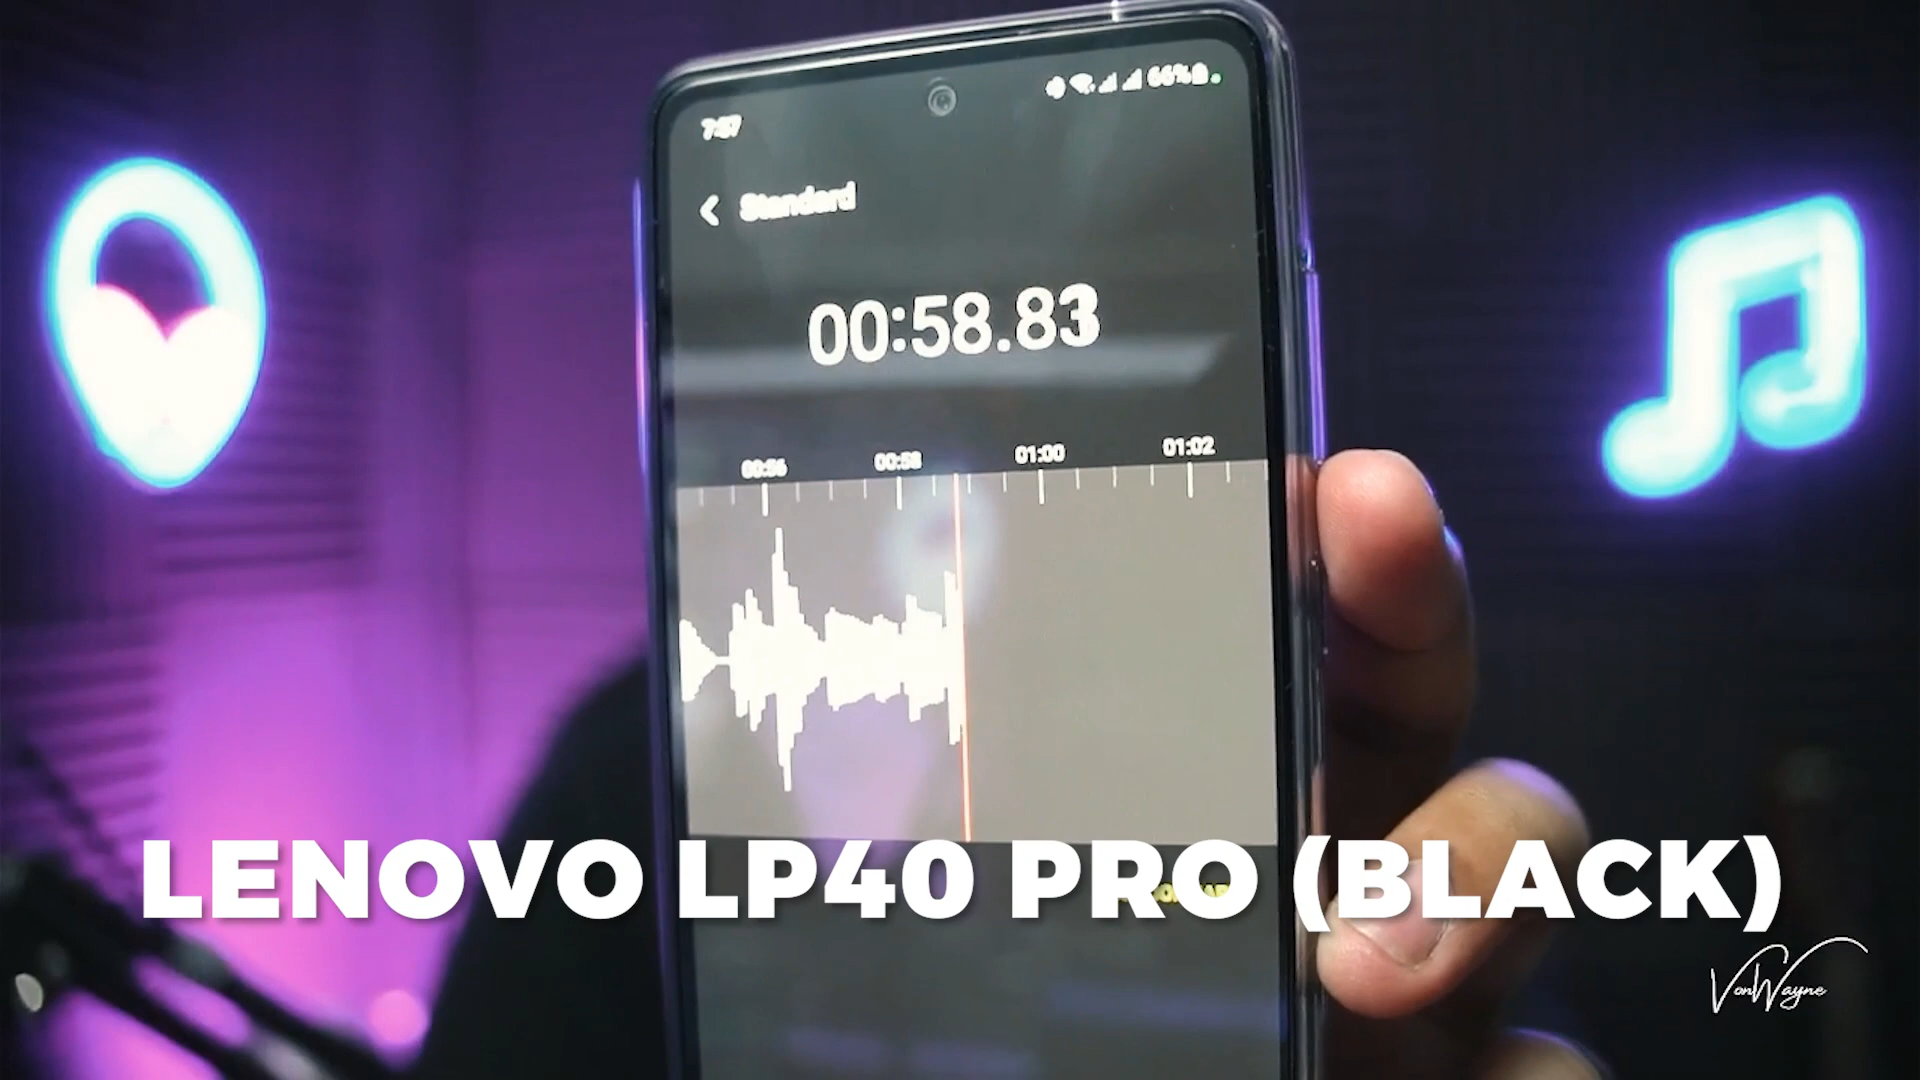 66%
7:57
Standard
00:58.83
00:56 00:58 01:00 01:02
LENOVO LP40 PRO (BLACK)
VonWayne